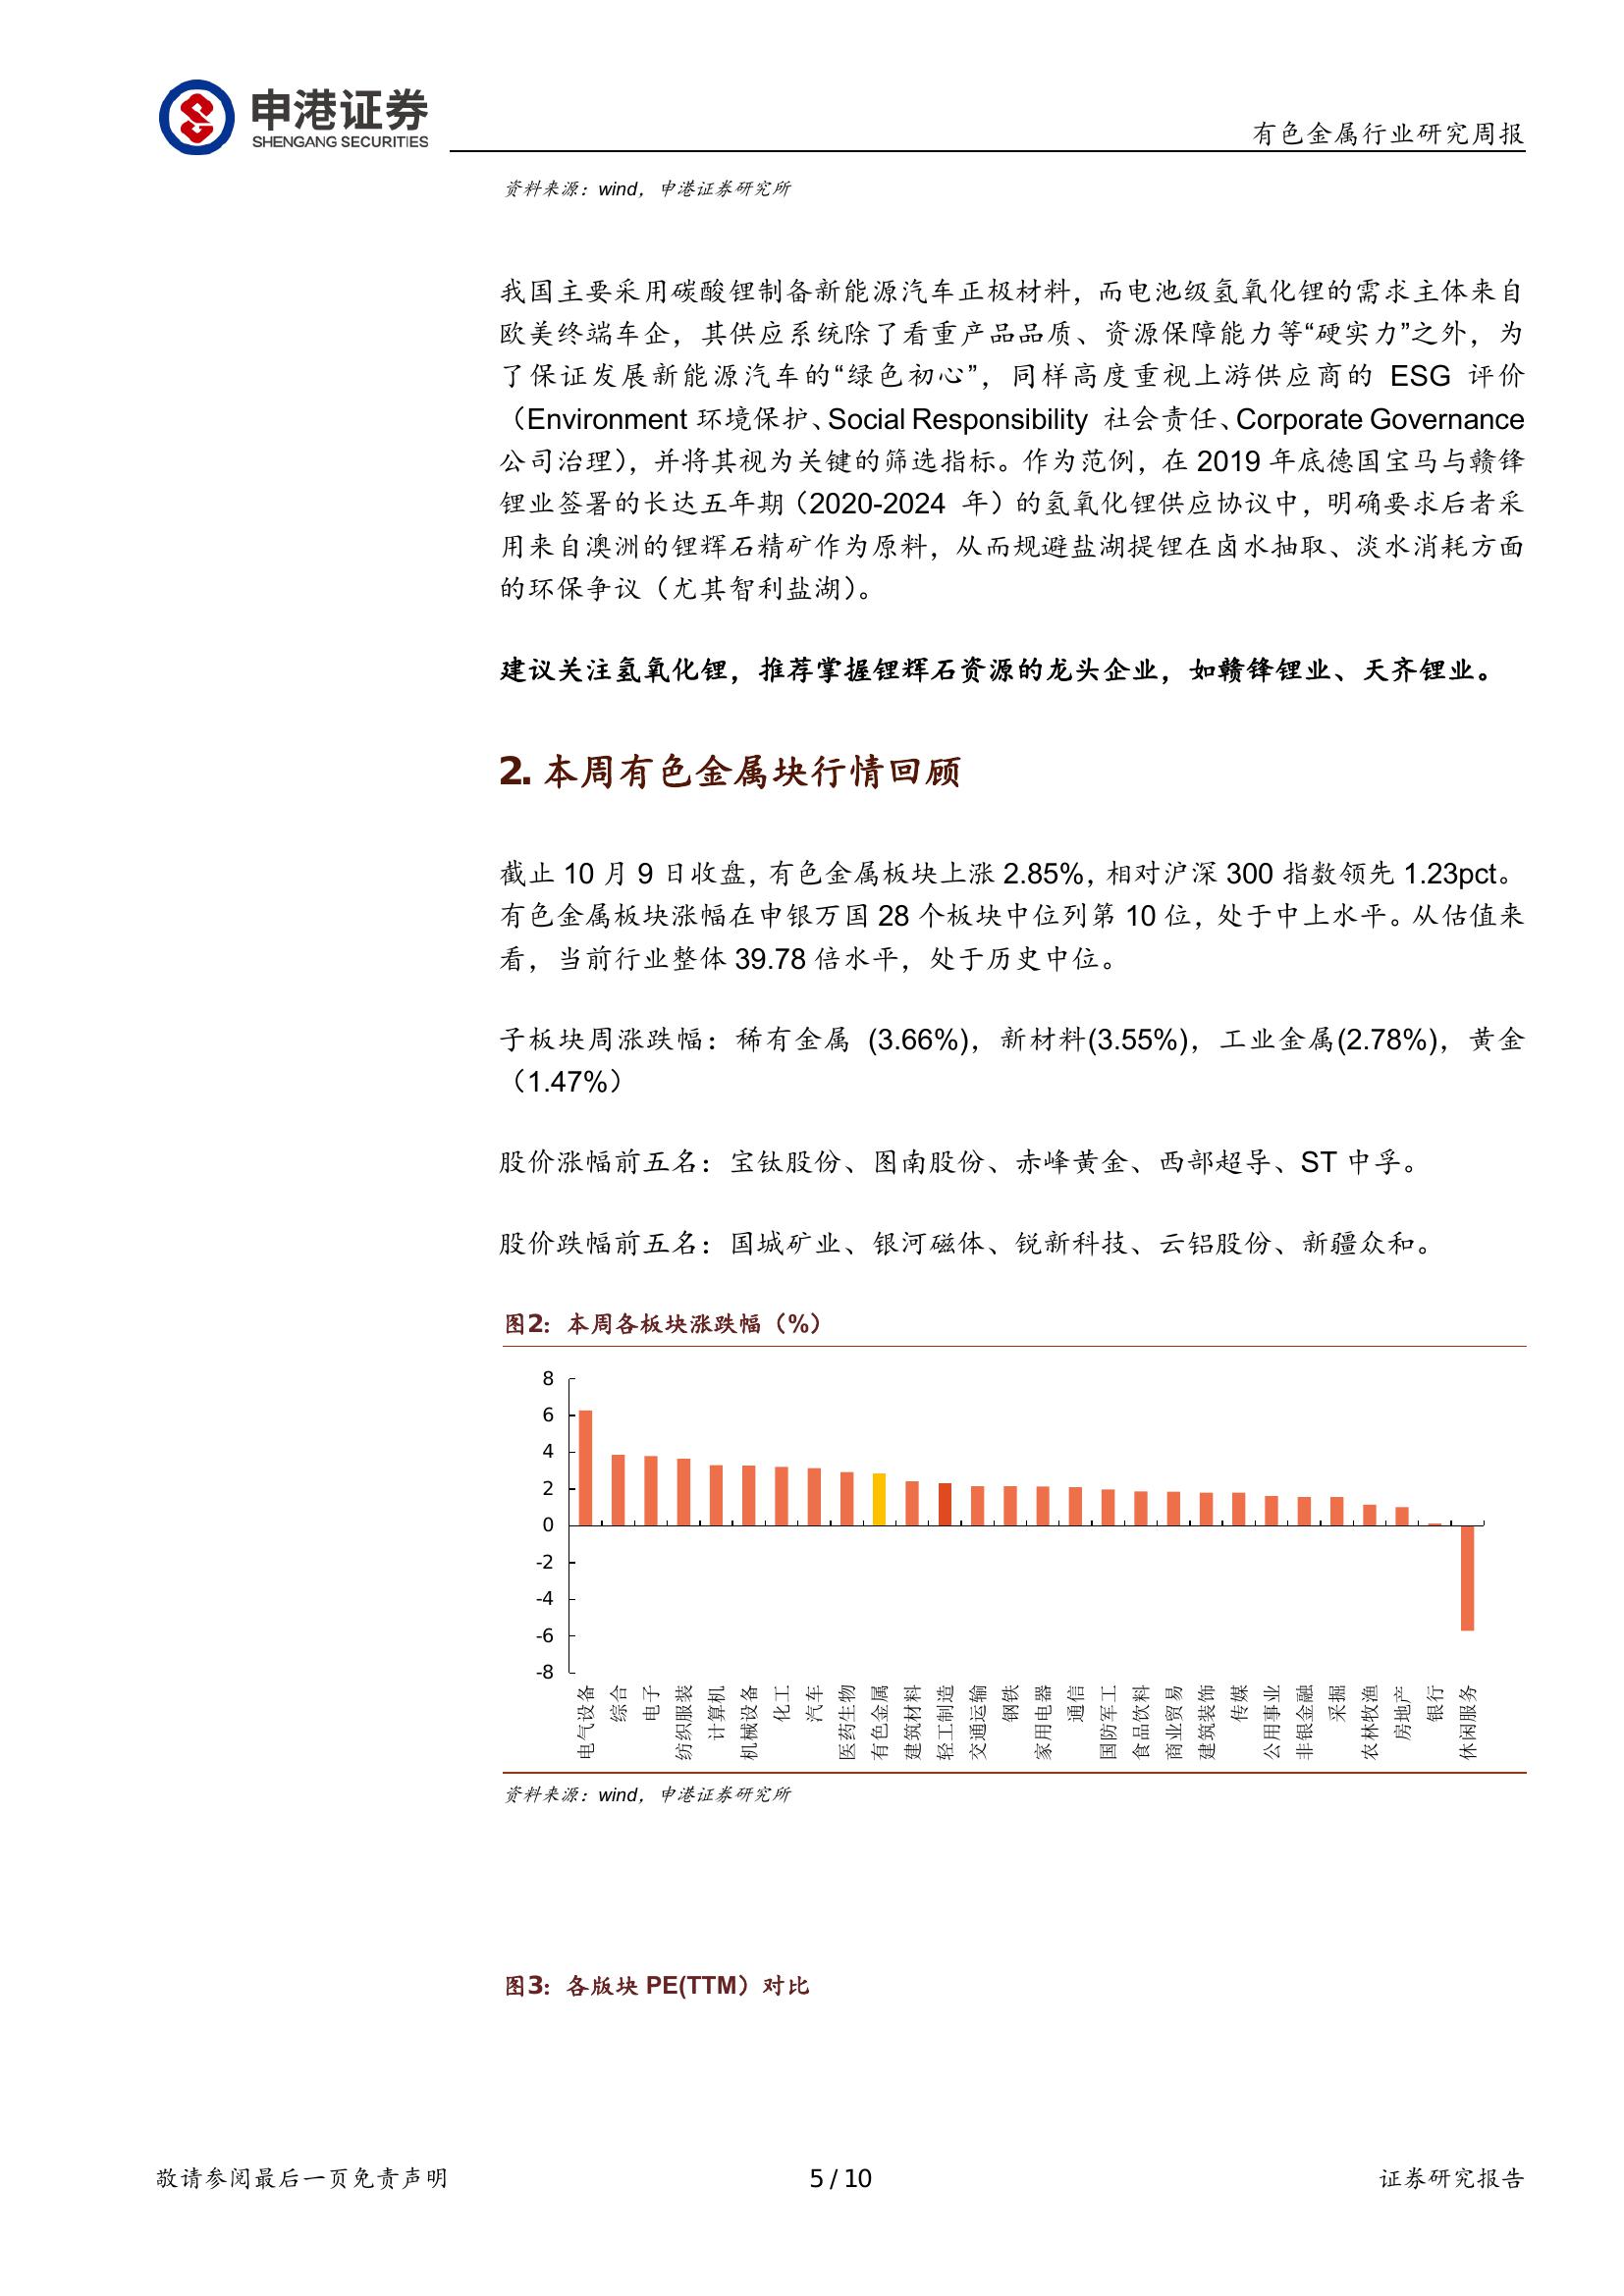 申港证券
SHENGANG SECURITIES
有色金属行业研究周报
资料来源：wind，申港证券研究所
我国主要采用碳酸锂制备新能源汽车正极材料，而电池级氢氧化锂的需求主体来自
欧美终端车企，其供应系统除了看重产品品质、资源保障能力等“硬实力”之外，为
了保证发展新能源汽车的“绿色初心”，同样高度重视上游供应商的 ESG 评价
（Environment 环境保护、Social Responsibility 社会责任、Corporate Governance
公司治理），并将其视为关键的筛选指标。作为范例，在 2019 年底德国宝马与赣锋
锂业签署的长达五年期（2020-2024 年）的氢氧化锂供应协议中，明确要求后者采
用来自澳洲的锂辉石精矿作为原料，从而规避盐湖提锂在卤水抽取、淡水消耗方面
的环保争议（尤其智利盐湖）。
建议关注氢氧化锂，推荐掌握锂辉石资源的龙头企业，如赣锋锂业、天齐锂业。
2. 本周有色金属块行情回顾
截止 10 月 9 日收盘，有色金属板块上涨 2.85%，相对沪深 300 指数领先 1.23pct。
有色金属板块涨幅在申银万国 28 个板块中位列第 10 位，处于中上水平。从估值来
看，当前行业整体 39.78 倍水平，处于历史中位。
子板块周涨跌幅：稀有金属 (3.66%)，新材料(3.55%)，工业金属(2.78%)，黄金
（1.47%）
股价涨幅前五名：宝钛股份、图南股份、赤峰黄金、西部超导、ST 中孚。
股价跌幅前五名：国城矿业、银河磁体、锐新科技、云铝股份、新疆众和。
图2：本周各板块涨跌幅（%）
8
6
4
2
0
-2
-4
-6
-8
电气设备
综合
电子
纺织服装
计算机
机械设备
化工
汽车
医药生物
有色金属
建筑材料
轻工制造
交通运输
钢铁
家用电器
通信
国防军工
食品饮料
商业贸易
建筑装饰
传媒
公用事业
非银金融
采掘
农林牧渔
房地产
银行
休闲服务
资料来源：wind，申港证券研究所
图3：各版块 PE(TTM）对比
敬请参阅最后一页免责声明
5 / 10
证券研究报告